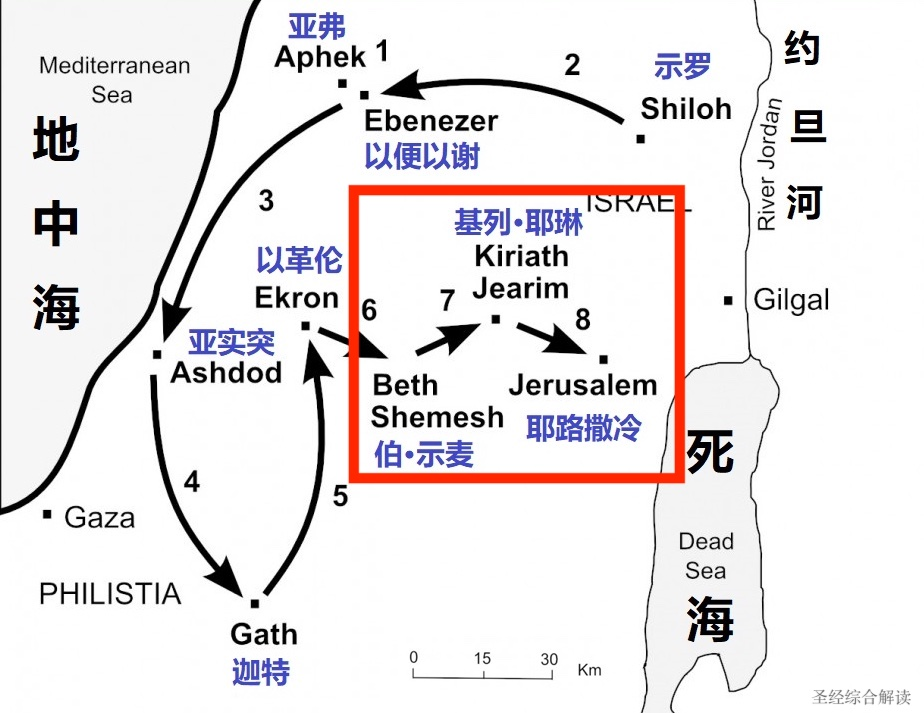 亚弗
Aphek 1
2
示罗
Shiloh
约旦河
River Jordan
Mediterranean
Sea
地中海
Ebenezer
以便以谢
3
ISRAEL
基列·耶琳
Kiriath
Jearim
以革伦
Ekron
6
7
8
Gilgal
亚实突
Ashdod
Beth
Shemesh
伯·示麦
Jerusalem
耶路撒冷
4
5
Gaza
PHILISTIA
Gath
迦特
死海
Dead
Sea
0 15 30 Km
圣经综合解读